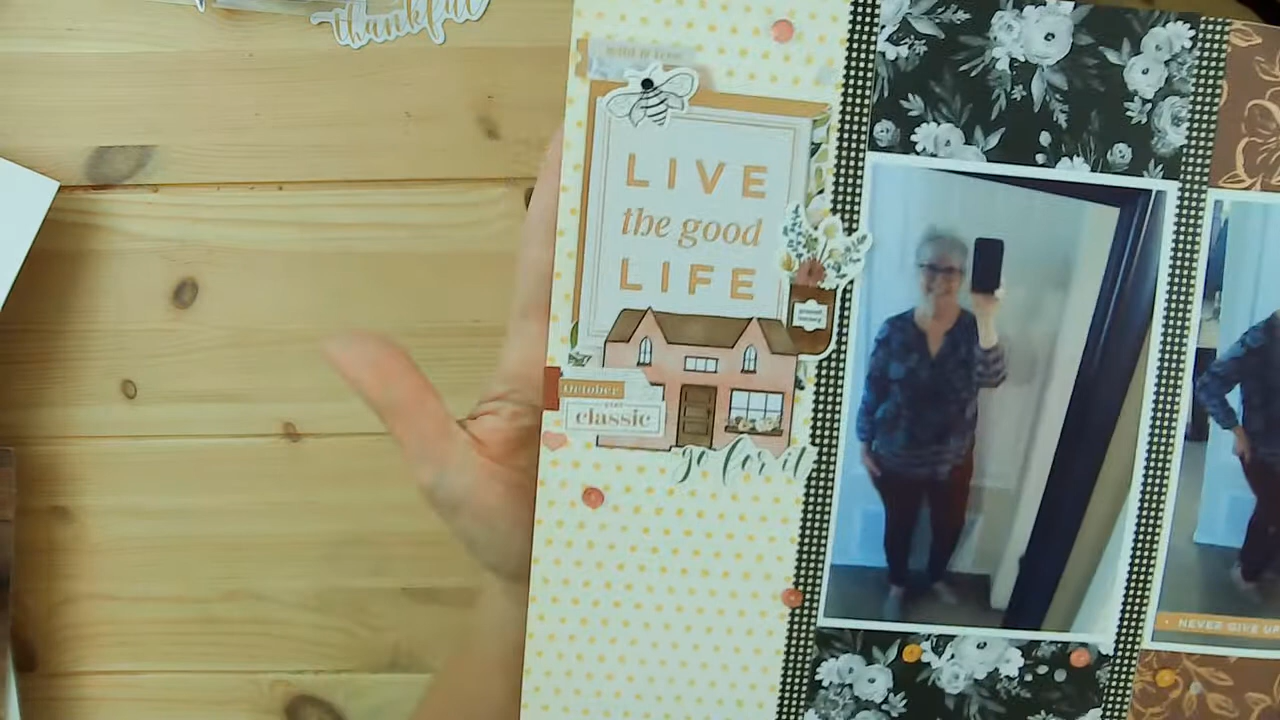 thankful
LIVE
the good
LIFE
October
classic
go for it
NEVER GIVE UP